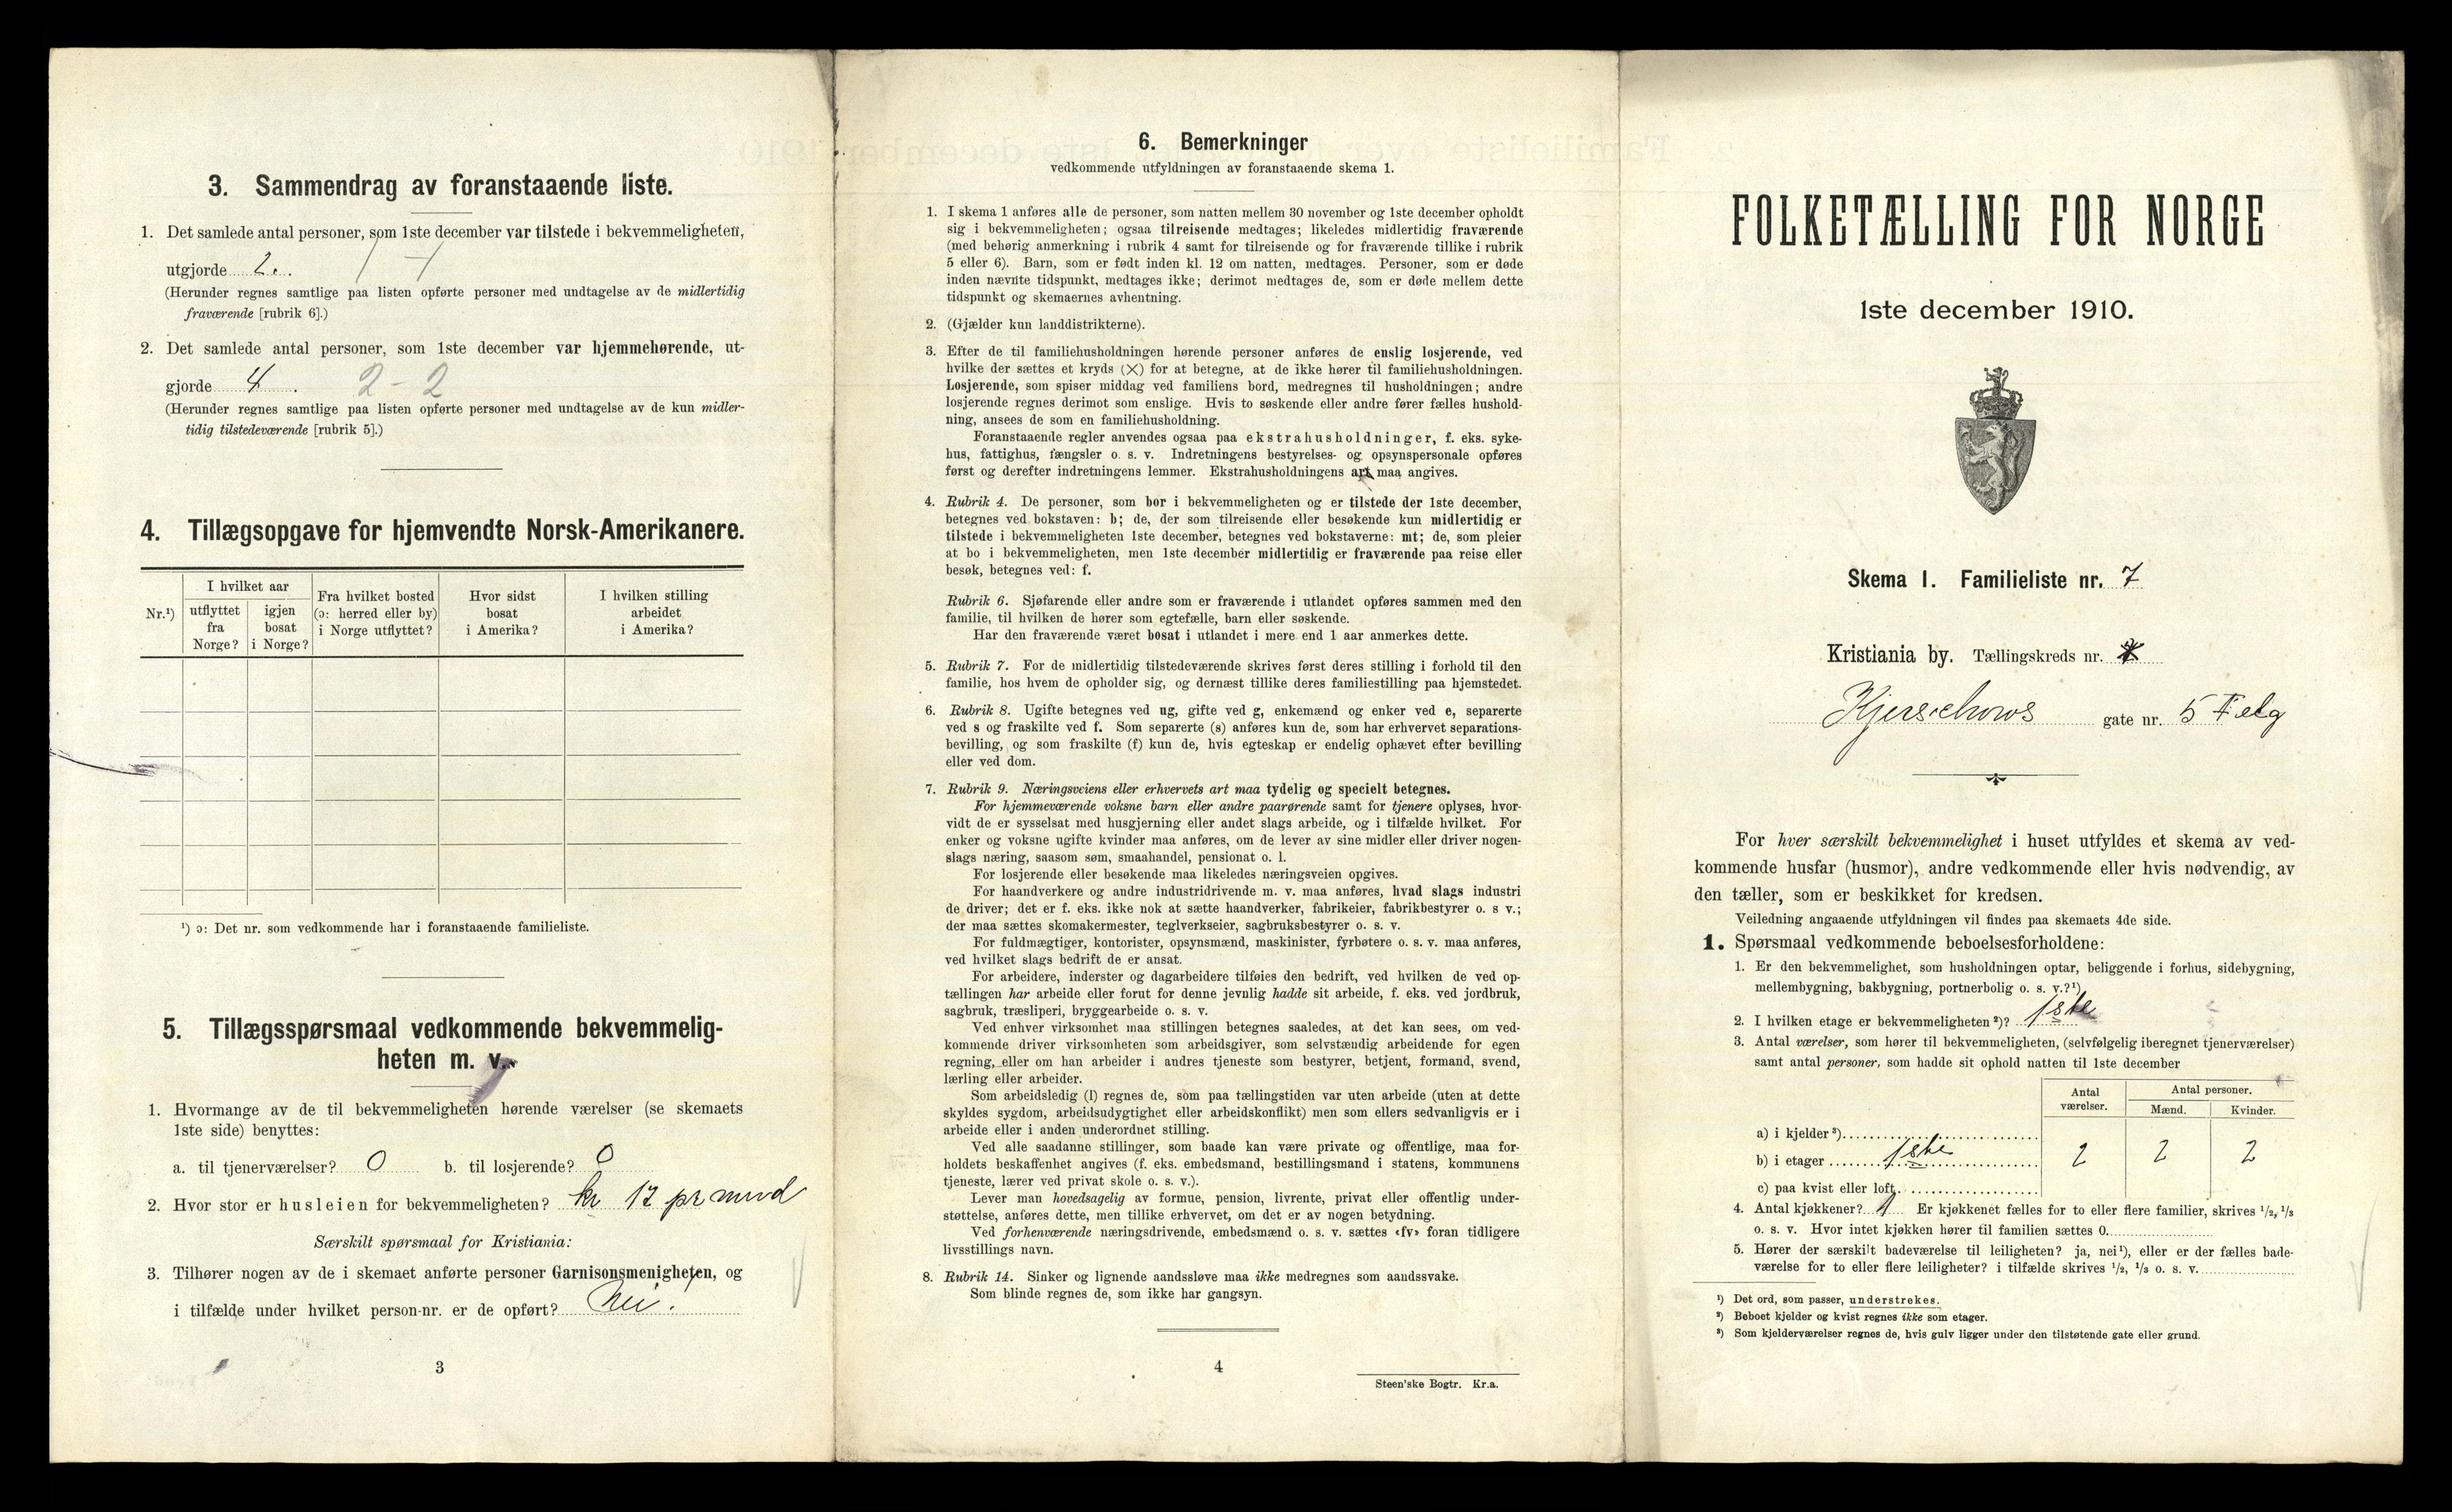 3. Sammendrag av foranstaaende liste.
1. Det samlede antal personer, som 1ste december var tilstede i bekvemmeligheten,
utgjorde 2.
(Herunder regnes samtlige paa listen opførte personer med undtagelse av de midlertidig
fraværende [rubrik 6].)
2. Det samlede antal personer, som 1ste december var hjemmehørende, ut-
gjorde 4. 2 - 2
(Herunder regnes samtlige paa listen opførte personer med undtagelse av de kun midler-
tidig tilstedeværende [rubrik 5].)
4. Tillægsopgave for hjemvendte Norsk-Amerikanere.
Nr.¹)
I hvilket aar
utflyttet fra Norge?
igjen bosat i Norge?
Fra hvilket bosted (ɔ: herred eller by) i Norge utflyttet?
Hvor sidst bosat i Amerika?
I hvilken stilling arbeidet i Amerika?
¹) ɔ: Det nr. som vedkommende har i foranstaaende familieliste.
5. Tillægsspørsmaal vedkommende bekvemmelig-
heten m. v.
1. Hvormange av de til bekvemmeligheten hørende værelser (se skemaets
1ste side) benyttes:
a. til tjenerværelser? 0 b. til losjerende? 0
2. Hvor stor er husleien for bekvemmeligheten? kr 17 pr mnd
Særskilt spørsmaal for Kristiania:
3. Tilhører nogen av de i skemaet anførte personer Garnisonsmenigheten, og
i tilfælde under hvilket person-nr. er de opført? Nei.
3
6. Bemerkninger
vedkommende utfyldningen av foranstaaende skema 1.
1. I skema 1 anføres alle de personer, som natten mellem 30 november og 1ste december opholdt
sig i bekvemmeligheten; ogsaa tilreisende medtages; likeledes midlertidig fraværende
(med behørig anmerkning i rubrik 4 samt for tilreisende og for fraværende tillike i rubrik
5 eller 6). Barn, som er født inden kl. 12 om natten, medtages. Personer, som er døde
inden nævnte tidspunkt, medtages ikke; derimot medtages de, som er døde mellem dette
tidspunkt og skemaernes avhentning.
2. (Gjælder kun landdistrikterne).
3. Efter de til familiehusholdningen hørende personer anføres de enslig losjerende, ved
hvilke der sættes et kryds (×) for at betegne, at de ikke hører til familiehusholdningen.
Losjerende, som spiser middag ved familiens bord, medregnes til husholdningen; andre
losjerende regnes derimot som enslige. Hvis to søskende eller andre fører fælles hushold-
ning, ansees de som en familiehusholdning.
Foranstaaende regler anvendes ogsaa paa ekstrahusholdninger, f. eks. syke-
hus, fattighus, fængsler o. s. v. Indretningens bestyrelses- og opsynspersonale opføres
først og derefter indretningens lemmer. Ekstrahusholdningens art maa angives.
4. Rubrik 4. De personer, som bor i bekvemmeligheten og er tilstede der 1ste december,
betegnes ved bokstaven: b; de, der som tilreisende eller besøkende kun midlertidig er
tilstede i bekvemmeligheten 1ste december, betegnes ved bokstaverne: mt; de, som pleier
at bo i bekvemmeligheten, men 1ste december midlertidig er fraværende paa reise eller
besøk, betegnes ved: f.
Rubrik 6. Sjøfarende eller andre som er fraværende i utlandet opføres sammen med den
familie, til hvilken de hører som egtefælle, barn eller søskende.
Har den fraværende været bosat i utlandet i mere end 1 aar anmerkes dette.
5. Rubrik 7. For de midlertidig tilstedeværende skrives først deres stilling i forhold til den
familie, hos hvem de opholder sig, og dernæst tillike deres familiestilling paa hjemstedet.
6. Rubrik 8. Ugifte betegnes ved ug, gifte ved g, enkemænd og enker ved e, separerte
ved s og fraskilte ved f. Som separerte (s) anføres kun de, som har erhvervet separations-
bevilling, og som fraskilte (f) kun de, hvis egteskap er endelig ophævet efter bevilling
eller ved dom.
7. Rubrik 9. Næringsveiens eller erhvervets art maa tydelig og specielt betegnes.
For hjemmeværende voksne barn eller andre paarørende samt for tjenere oplyses, hvor-
vidt de er sysselsat med husgjerning eller andet slags arbeide, og i tilfælde hvilket. For
enker og voksne ugifte kvinder maa anføres, om de lever av sine midler eller driver nogen-
slags næring, saasom søm, smaahandel, pensionat o. l.
For losjerende eller besøkende maa likeledes næringsveien opgives.
For haandverkere og andre industridrivende m. v. maa anføres, hvad slags industri
de driver; det er f. eks. ikke nok at sætte haandverker, fabrikeier, fabrikbestyrer o. s v.;
der maa sættes skomakermester, teglverkseier, sagbruksbestyrer o. s. v.
For fuldmægtiger, kontorister, opsynsmænd, maskinister, fyrbøtere o. s. v. maa anføres,
ved hvilket slags bedrift de er ansat.
For arbeidere, inderster og dagarbeidere tilføies den bedrift, ved hvilken de ved op-
tællingen har arbeide eller forut for denne jevnlig hadde sit arbeide, f. eks. ved jordbruk,
sagbruk, træsliperi, bryggearbeide o. s. v.
Ved enhver virksomhet maa stillingen betegnes saaledes, at det kan sees, om ved-
kommende driver virksomheten som arbeidsgiver, som selvstændig arbeidende for egen
regning, eller om han arbeider i andres tjeneste som bestyrer, betjent, formand, svend,
lærling eller arbeider.
Som arbeidsledig (l) regnes de, som paa tællingstiden var uten arbeide (uten at dette
skyldes sygdom, arbeidsudygtighet eller arbeidskonflikt) men som ellers sedvanligvis er i
arbeide eller i anden underordnet stilling.
Ved alle saadanne stillinger, som baade kan være private og offentlige, maa for-
holdets beskaffenhet angives (f. eks. embedsmand, bestillingsmand i statens, kommunens
tjeneste, lærer ved privat skole o. s. v.).
Lever man hovedsagelig av formue, pension, livrente, privat eller offentlig under-
støttelse, anføres dette, men tillike erhvervet, om det er av nogen betydning.
Ved forhenværende næringsdrivende, embedsmænd o. s. v. sættes «fv» foran tidligere
livsstillings navn.
8. Rubrik 14. Sinker og lignende aandssløve maa ikke medregnes som aandssvake.
Som blinde regnes de, som ikke har gangsyn.
4
Steen'ske Bogtr. Kr.a.
FOLKETÆLLING FOR NORGE
1ste december 1910.
Skema 1. Familieliste nr. 7
Kristiania by. Tællingskreds nr.
Kjerschows gate nr. 5
For hver særskilt bekvemmelighet i huset utfyldes et skema av ved-
kommende husfar (husmor), andre vedkommende eller hvis nødvendig, av
den tæller, som er beskikket for kredsen.
Veiledning angaaende utfyldningen vil findes paa skemaets 4de side.
1. Spørsmaal vedkommende beboelsesforholdene:
1. Er den bekvemmelighet, som husholdningen optar, beliggende i forhus, sidebygning,
mellembygning, bakbygning, portnerbolig o. s. v.?¹)
2. I hvilken etage er bekvemmeligheten²)? 1ste
3. Antal værelser, som hører til bekvemmeligheten, (selvfølgelig iberegnet tjenerværelser)
samt antal personer, som hadde sit ophold natten til 1ste december
Antal værelser. Antal personer.
Mænd. Kvinder.
a) i kjelder³)
b) i etager 1ste 2 2 2
c) paa kvist eller loft
4. Antal kjøkkener? 1 Er kjøkkenet fælles for to eller flere familier, skrives ¹/₂, ¹/₃
o. s. v. Hvor intet kjøkken hører til familien sættes 0.
5. Hører der særskilt badeværelse til leiligheten? ja, nei¹), eller er der fælles bade-
værelse for to eller flere leiligheter? i tilfælde skrives ¹/₂, ¹/₃ o. s. v.
¹) Det ord, som passer, understrekes.
²) Beboet kjelder og kvist regnes ikke som etager.
³) Som kjelderværelser regnes de, hvis gulv ligger under den tilstøtende gate eller grund.